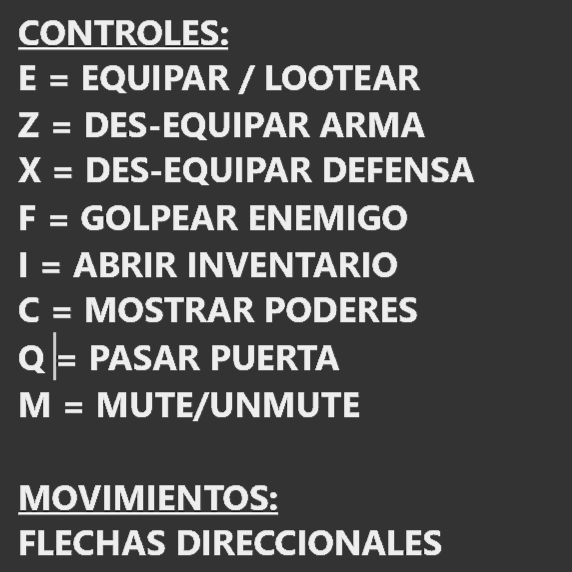 CONTROLES:
E = EQUIPAR / LOOTEAR
Z = DES-EQUIPAR ARMA
X = DES-EQUIPAR DEFENSA
F = GOLPEAR ENEMIGO
I = ABRIR INVENTARIO
C = MOSTRAR PODERES
Q = PASAR PUERTA
M = MUTE/UNMUTE
MOVIMIENTOS:
FLECHAS DIRECCIONALES